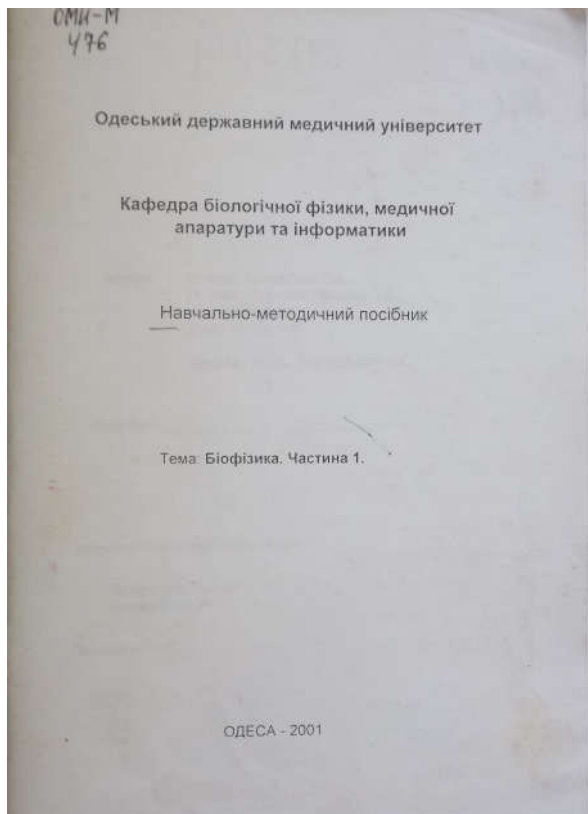 ОМИ-М
476
Одеський державний медичний університет
Кафедра біологічної фізики, медичної
апаратури та інформатики
Навчально-методичний посібник
Тема: Біофізика. Частина 1.
ОДЕСА - 2001